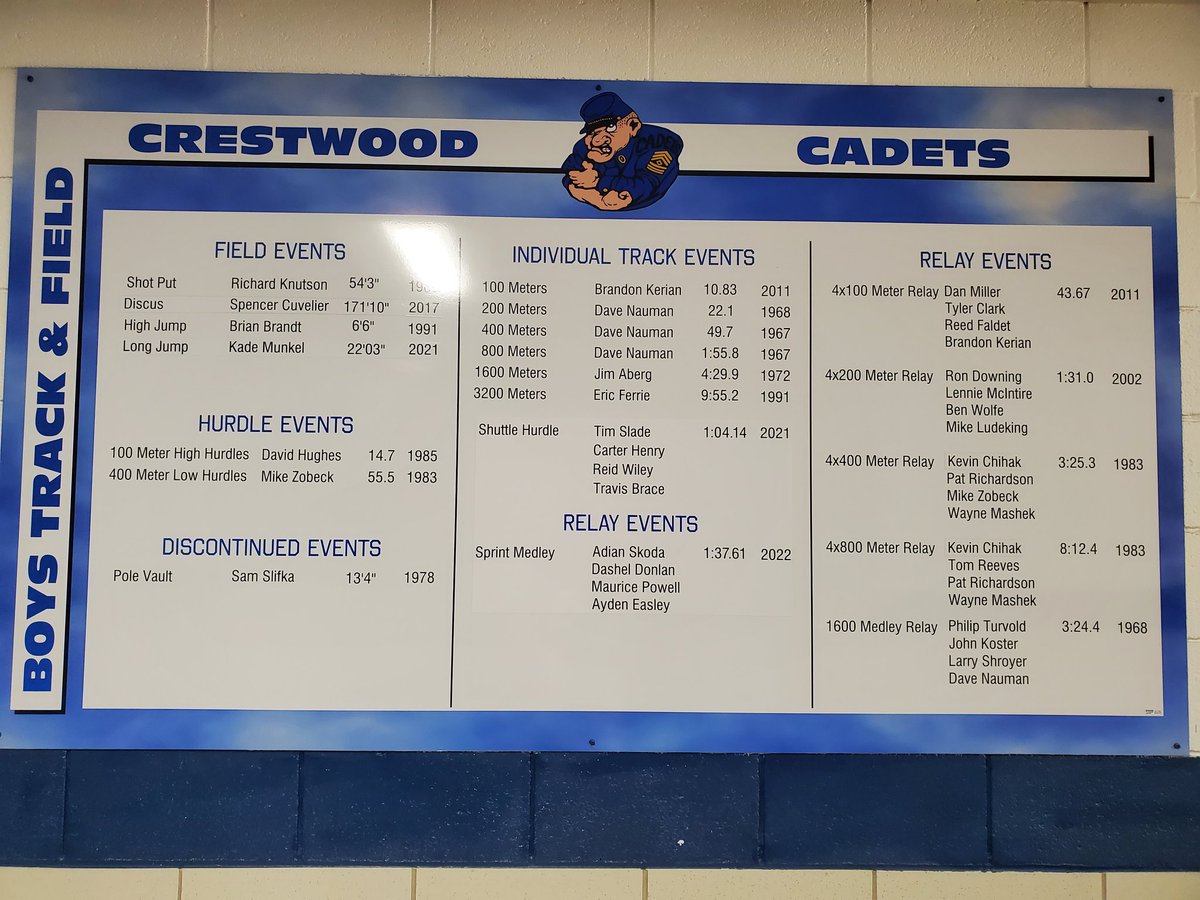 CRESTWOOD CADETS
BOYS TRACK & FIELD
FIELD EVENTS
Shot Put Richard Knutson 54'3"
Discus Spencer Cuvelier 171'10" 2017
High Jump Brian Brandt 6'6" 1991
Long Jump Kade Munkel 22'03" 2021
HURDLE EVENTS
100 Meter High Hurdles David Hughes 14.7 1985
400 Meter Low Hurdles Mike Zobeck 55.5 1983
DISCONTINUED EVENTS
Pole Vault Sam Slifka 13'4" 1978
INDIVIDUAL TRACK EVENTS
100 Meters Brandon Kerian 10.83 2011
200 Meters Dave Nauman 22.1 1968
400 Meters Dave Nauman 49.7 1967
800 Meters Dave Nauman 1:55.8 1967
1600 Meters Jim Aberg 4:29.9 1972
3200 Meters Eric Ferrie 9:55.2 1991
Shuttle Hurdle Tim Slade 1:04.14 2021
Carter Henry
Reid Wiley
Travis Brace
RELAY EVENTS
Sprint Medley Adian Skoda 1:37.61 2022
Dashel Donlan
Maurice Powell
Ayden Easley
RELAY EVENTS
4x100 Meter Relay Dan Miller 43.67 2011
Tyler Clark
Reed Faldet
Brandon Kerian
4x200 Meter Relay Ron Downing 1:31.0 2002
Lennie McIntire
Ben Wolfe
Mike Ludeking
4x400 Meter Relay Kevin Chihak 3:25.3 1983
Pat Richardson
Mike Zobeck
Wayne Mashek
4x800 Meter Relay Kevin Chihak 8:12.4 1983
Tom Reeves
Pat Richardson
Wayne Mashek
1600 Medley Relay Philip Turvold 3:24.4 1968
John Koster
Larry Shroyer
Dave Nauman